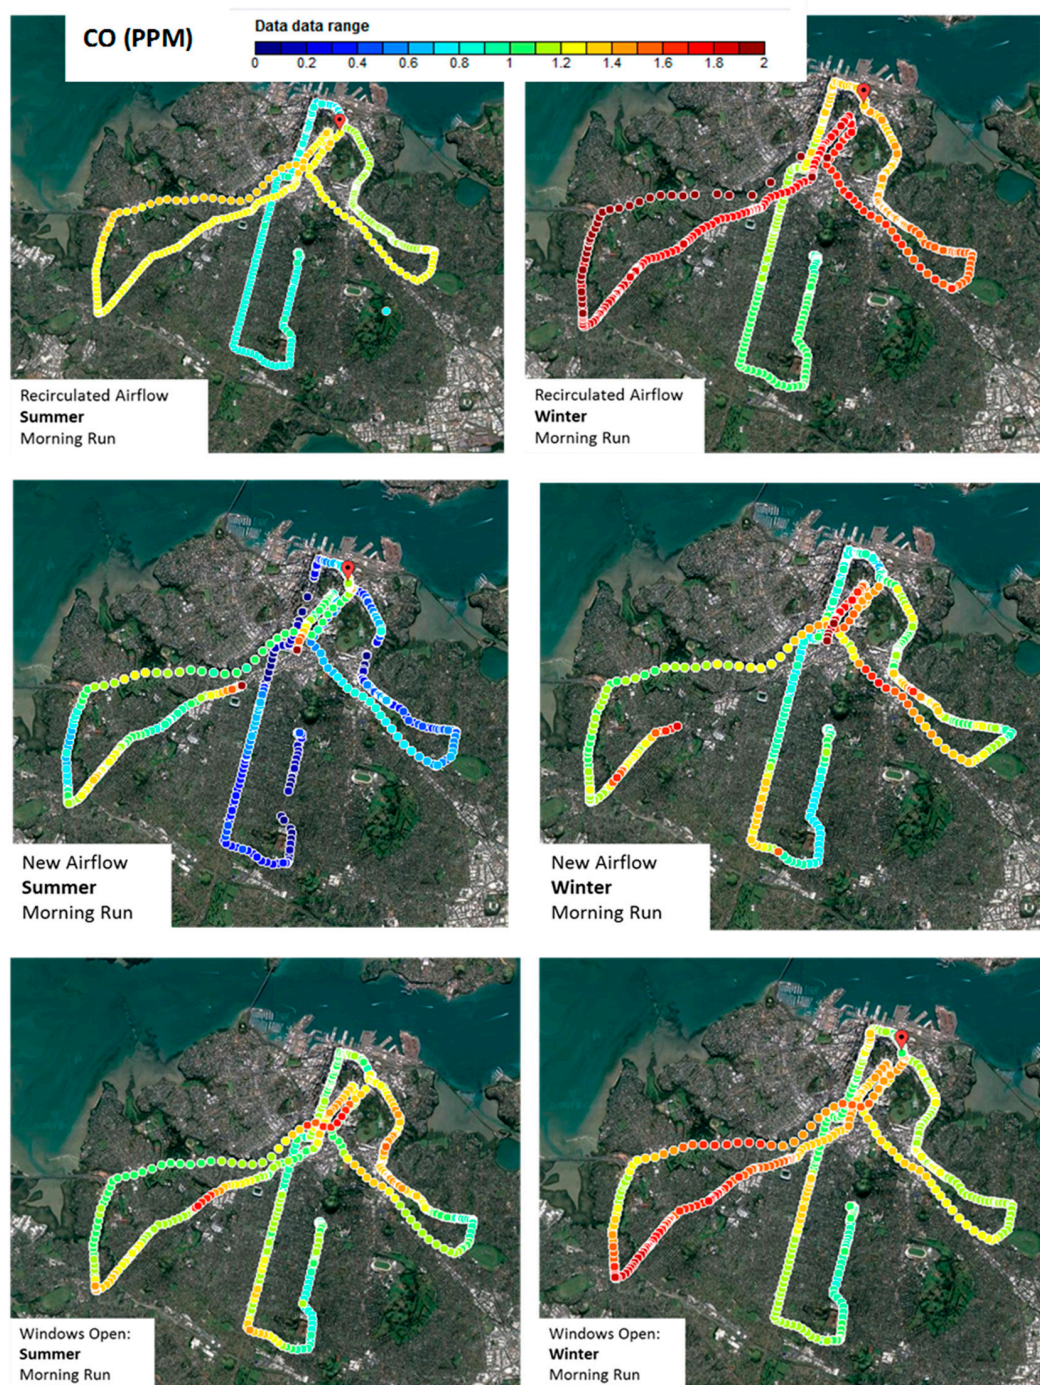 CO (PPM)
Data data range
0 0.2 0.4 0.6 0.8 1 1.2 1.4 1.6 1.8 2
Recirculated Airflow
Summer
Morning Run
Recirculated Airflow
Winter
Morning Run
New Airflow
Summer
Morning Run
New Airflow
Winter
Morning Run
Windows Open:
Summer
Morning Run
Windows Open:
Winter
Morning Run